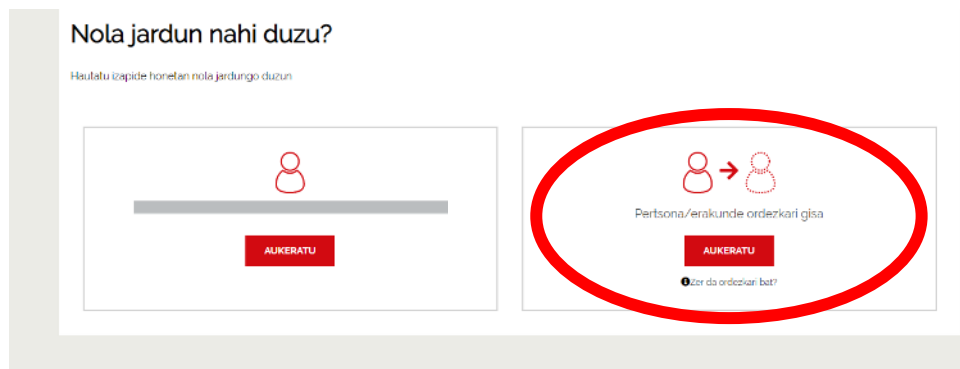 Nola jardun nahi duzu?
Hautatu izapide honetan nola jardungo duzun
AUKERATU
Pertsona/erakunde ordezkari gisa
AUKERATU
Zer da ordezkari bat?